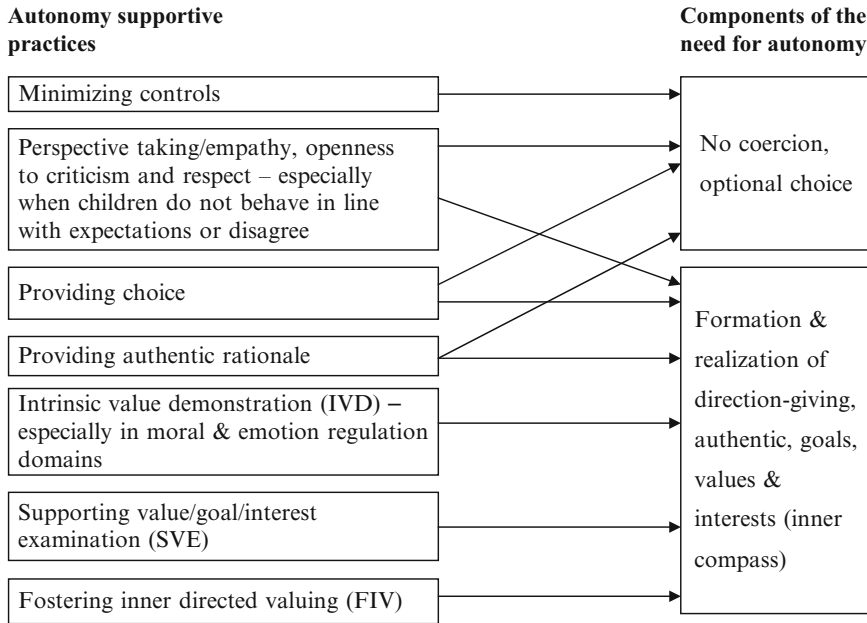 Autonomy supportive
practices
Components of the
need for autonomy
Minimizing controls
Perspective taking/empathy, openness
to criticism and respect – especially
when children do not behave in line
with expectations or disagree
Providing choice
Providing authentic rationale
Intrinsic value demonstration (IVD) –
especially in moral & emotion regulation
domains
Supporting value/goal/interest
examination (SVE)
Fostering inner directed valuing (FIV)
No coercion,
optional choice
Formation &
realization of
direction-giving,
authentic, goals,
values &
interests (inner
compass)